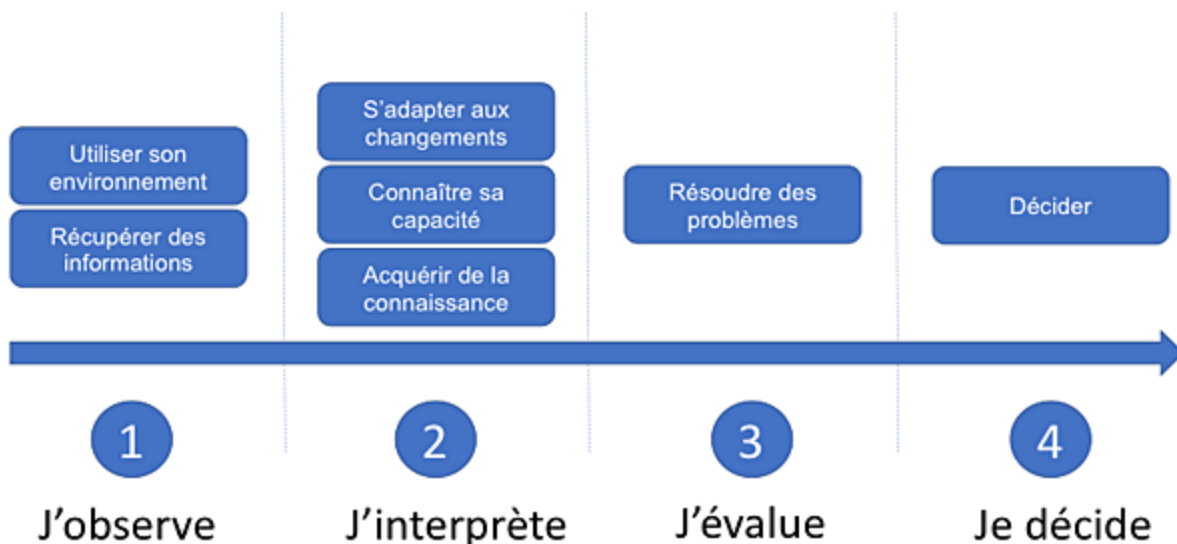 Utiliser son
environnement
Récupérer des
informations
S'adapter aux
changements
Connaître sa
capacité
Acquérir de la
connaissance
Résoudre des
problèmes
Décider
1
2
3
4
J'observe
J'interprète
J'évalue
Je décide